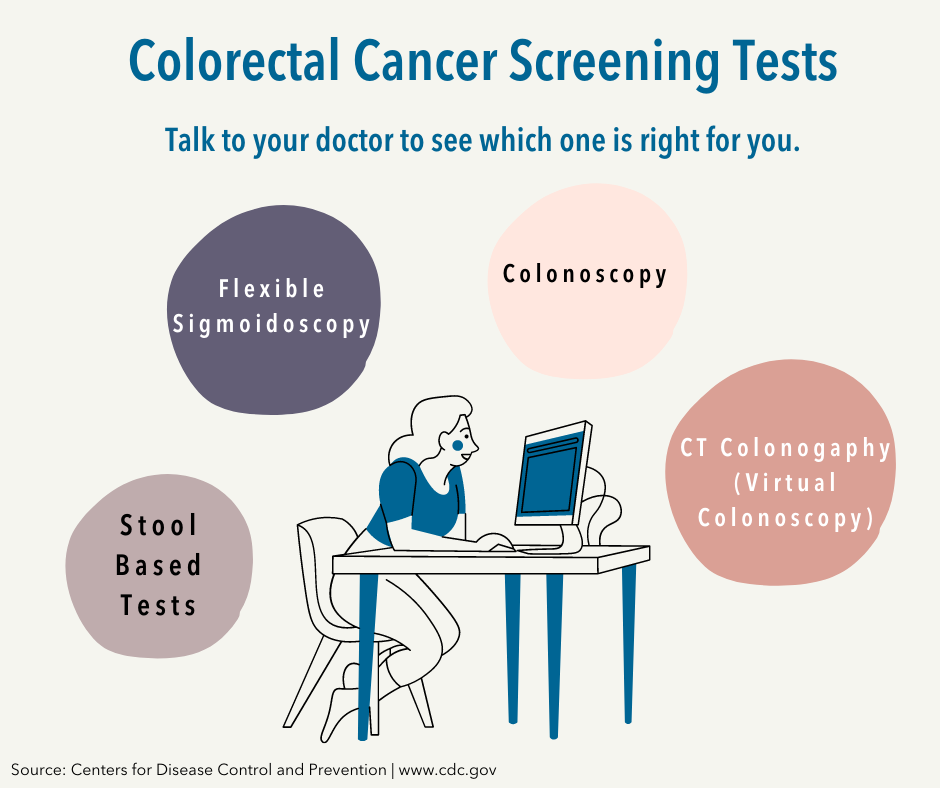 Colorectal Cancer Screening Tests
Talk to your doctor to see which one is right for you.
Flexible
Sigmoidoscopy
Colonoscopy
CT Colonogaphy
(Virtual
Colonoscopy)
Stool
Based
Tests
Source: Centers for Disease Control and Prevention | www.cdc.gov